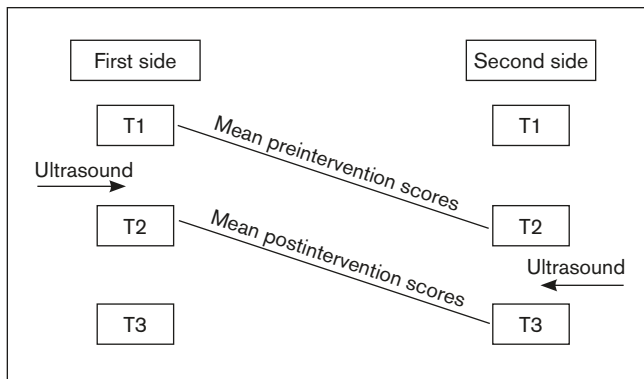 First side
Second side
T1
Mean preintervention scores
T1
Ultrasound
T2
Mean postintervention scores
T2
Ultrasound
T3
T3